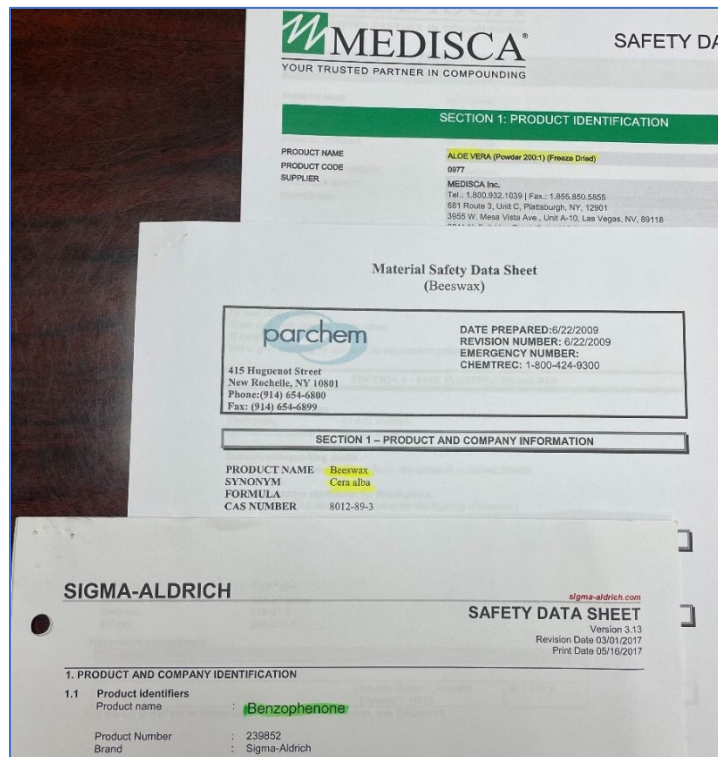 MEDISCA®
YOUR TRUSTED PARTNER IN COMPOUNDING
SAFETY DA
SECTION 1: PRODUCT IDENTIFICATION
PRODUCT NAME ALOE VERA (Powder 200:1) (Freeze Dried)
PRODUCT CODE 0977
SUPPLIER MEDISCA Inc.
Tel.: 1.800.932.1039 | Fax.: 1.855.850.5855
681 Route 3, Unit C, Plattsburgh, NY, 12901
3955 W. Mesa Vista Ave., Unit A-10, Las Vegas, NV, 89118
Material Safety Data Sheet
(Beeswax)
parchem
415 Huguenot Street
New Rochelle, NY 10801
Phone:(914) 654-6800
Fax: (914) 654-6899
DATE PREPARED:6/22/2009
REVISION NUMBER: 6/22/2009
EMERGENCY NUMBER:
CHEMTREC: 1-800-424-9300
SECTION 1 – PRODUCT AND COMPANY INFORMATION
PRODUCT NAME Beeswax
SYNONYM Cera alba
FORMULA
CAS NUMBER 8012-89-3
SIGMA-ALDRICH
sigma-aldrich.com
SAFETY DATA SHEET
Version 3.13
Revision Date 03/01/2017
Print Date 05/16/2017
1. PRODUCT AND COMPANY IDENTIFICATION
1.1 Product identifiers
Product name : Benzophenone
Product Number : 239852
Brand : Sigma-Aldrich